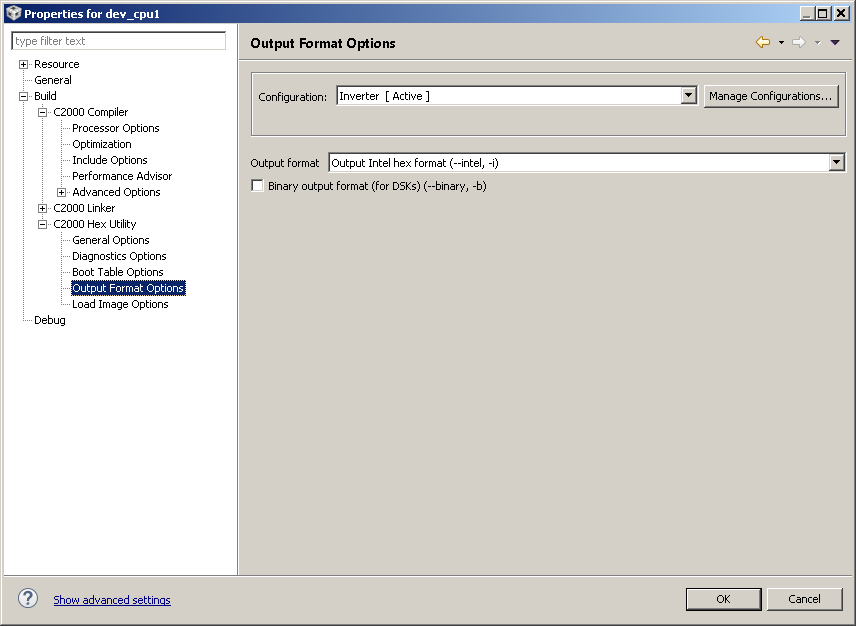 Properties for dev_cpu1
type filter text
Resource
General
Build
C2000 Compiler
Processor Options
Optimization
Include Options
Performance Advisor
Advanced Options
C2000 Linker
C2000 Hex Utility
General Options
Diagnostics Options
Boot Table Options
Output Format Options
Load Image Options
Debug
Output Format Options
Configuration: Inverter [ Active ] Manage Configurations...
Output format Output Intel hex format (--intel, -i)
Binary output format (for DSKs) (--binary, -b)
? Show advanced settings OK Cancel